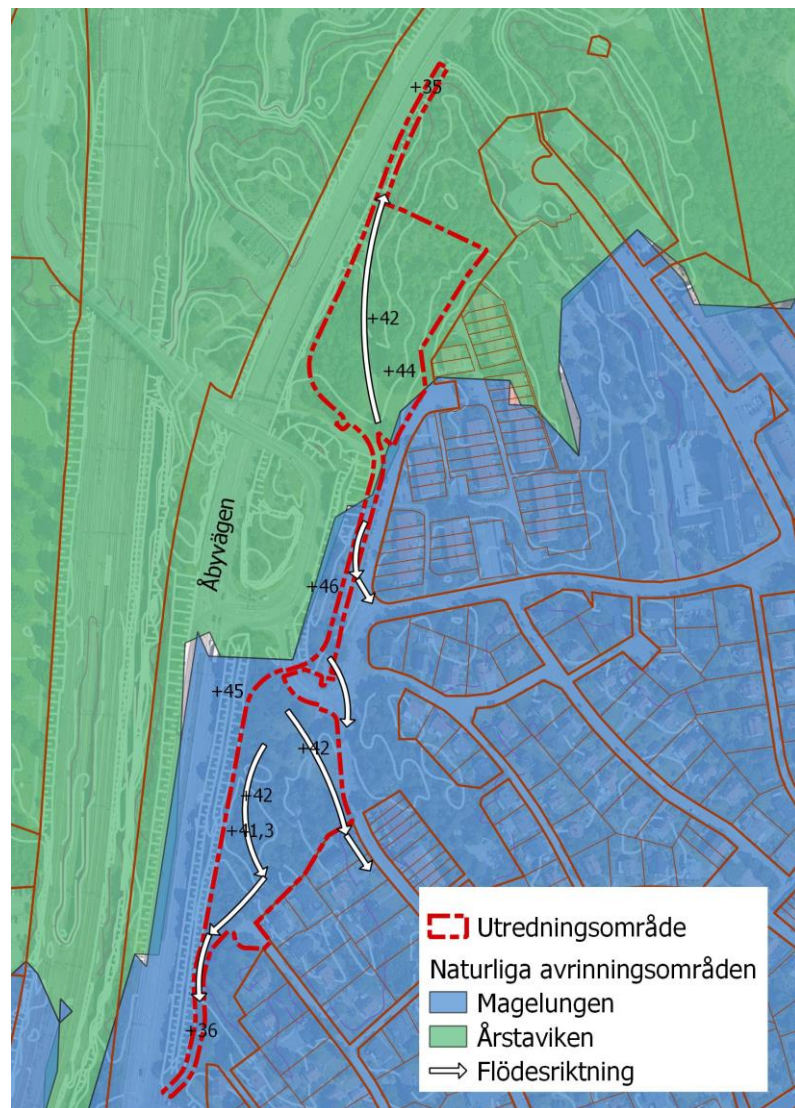 +35
+42
+44
Åbyvägen
+46
+45
+42
+42
+41,3
+36
Utredningsområde
Naturliga avrinningsområden
Magelungen
Årstaviken
Flödesriktning